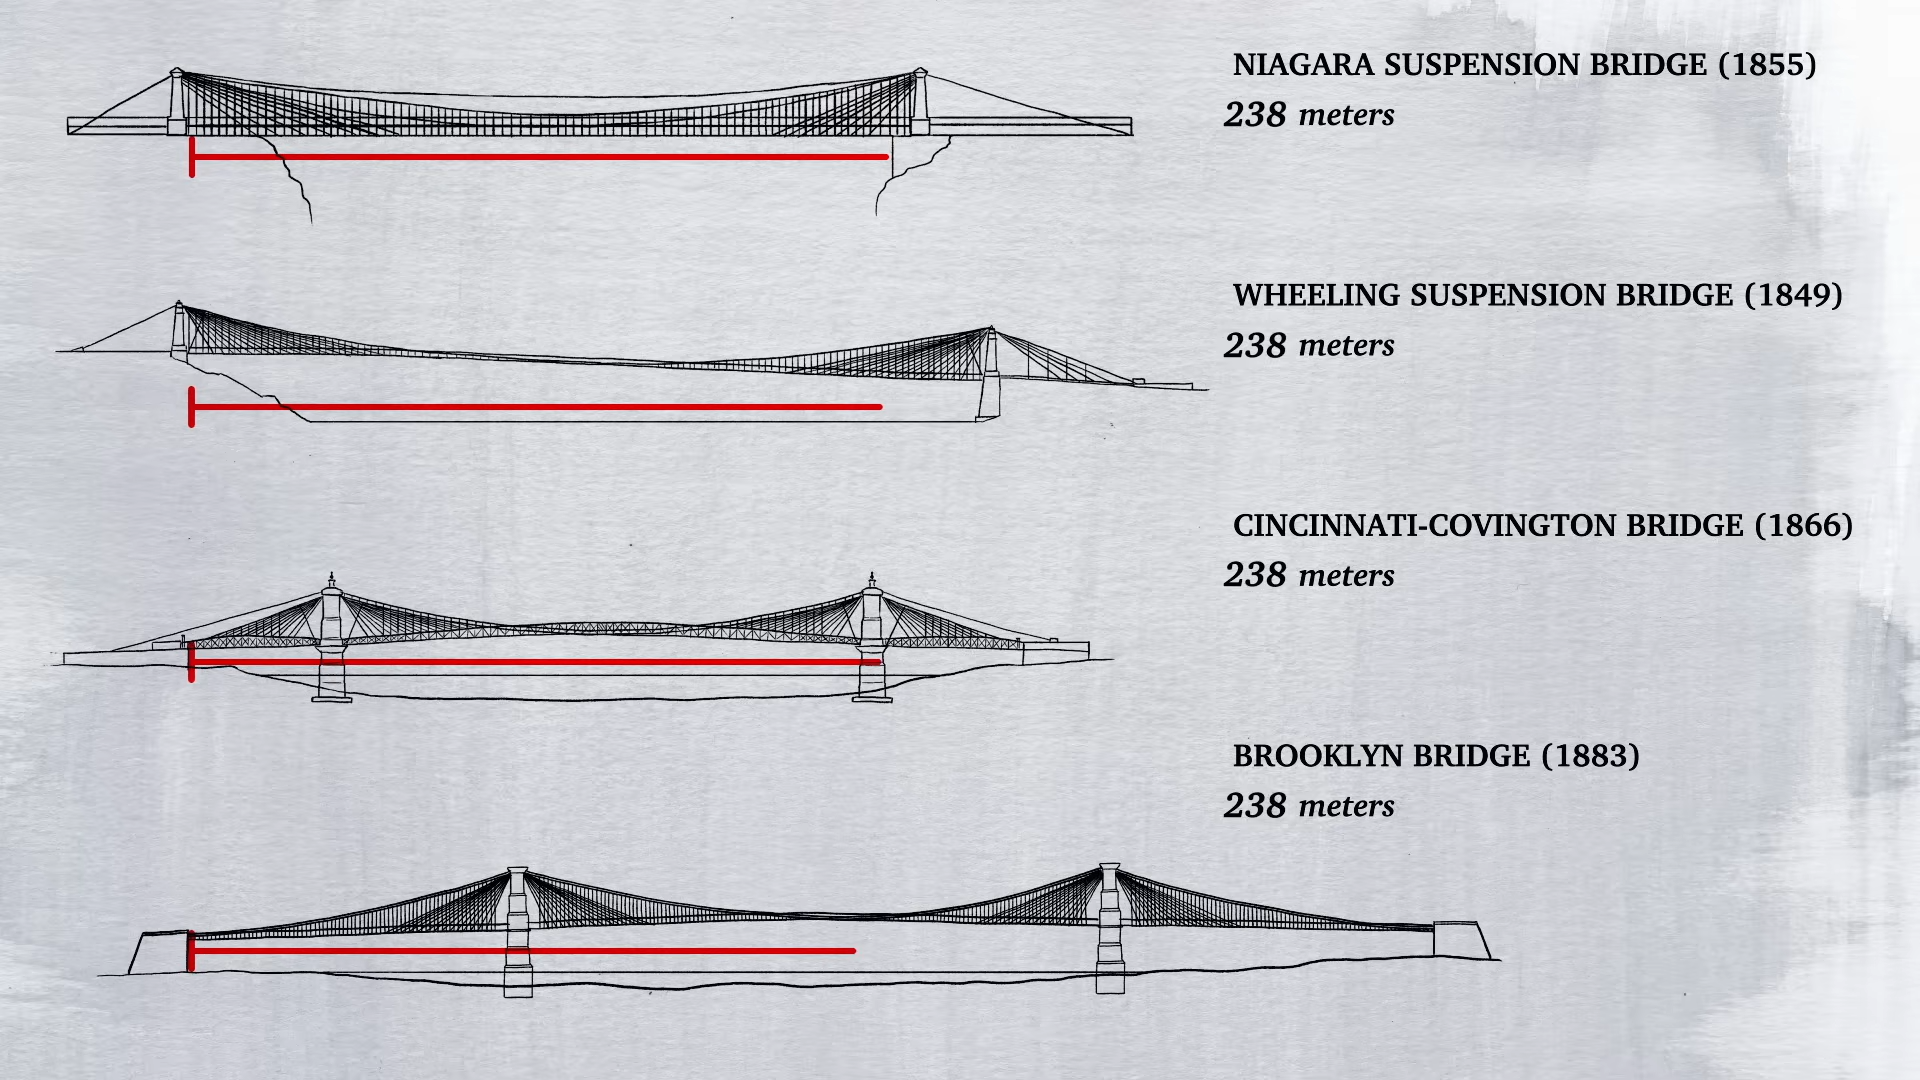 NIAGARA SUSPENSION BRIDGE (1855)
238 meters
WHEELING SUSPENSION BRIDGE (1849)
238 meters
CINCINNATI-COVINGTON BRIDGE (1866)
238 meters
BROOKLYN BRIDGE (1883)
238 meters